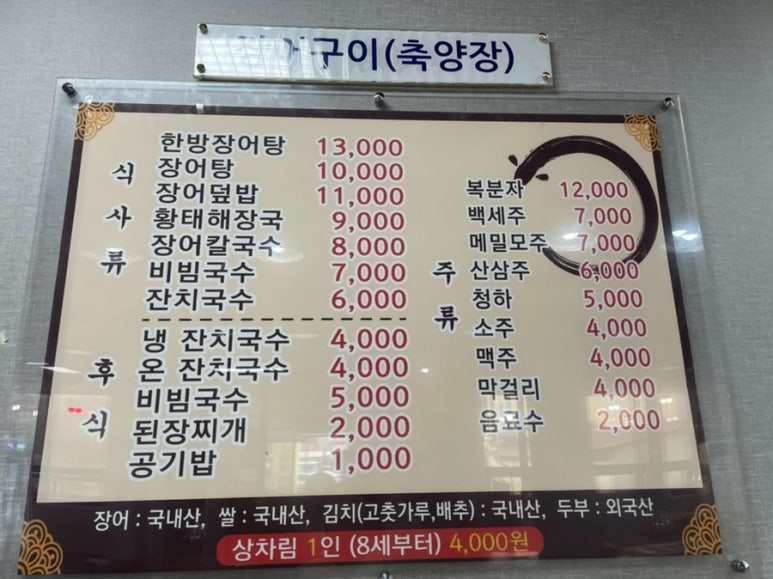 구이(축양장)
식사류
한방장어탕 13,000
장어탕 10,000
장어덮밥 11,000
황태해장국 9,000
장어칼국수 8,000
비빔국수 7,000
잔치국수 6,000
후식
냉 잔치국수 4,000
온 잔치국수 4,000
비빔국수 5,000
된장찌개 2,000
공기밥 1,000
주류
복분자 12,000
백세주 7,000
메밀모주 7,000
산삼주 6,000
청하 5,000
소주 4,000
맥주 4,000
막걸리 4,000
음료수 2,000
장어 : 국내산, 쌀 : 국내산, 김치(고춧가루,배추) : 국내산, 두부 : 외국산
상차림 1인 (8세부터) 4,000원